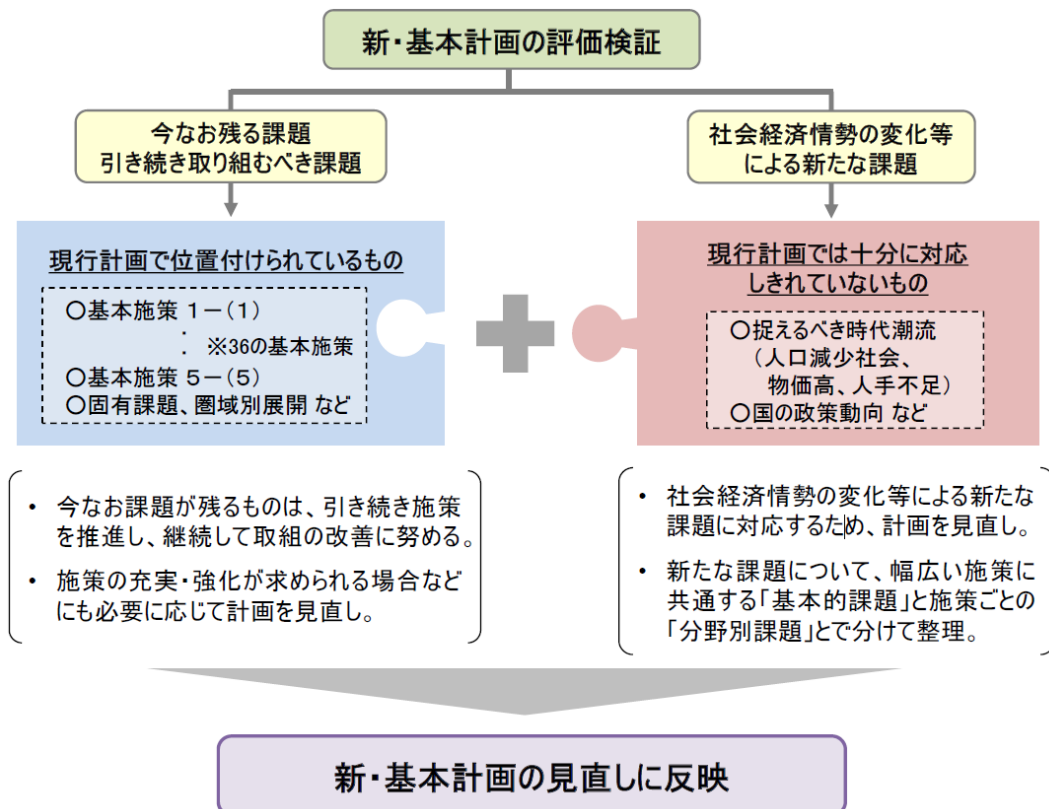 新・基本計画の評価検証
今なお残る課題
引き続き取り組むべき課題
現行計画で位置付けられているもの
〇基本施策 1－(1)
：　※36の基本施策
〇基本施策 5－(5)
〇固有課題、圏域別展開 など
・ 今なお課題が残るものは、引き続き施策
を推進し、継続して取組の改善に努める。
・ 施策の充実・強化が求められる場合など
にも必要に応じて計画を見直し。
社会経済情勢の変化等
による新たな課題
現行計画では十分に対応
しきれていないもの
〇捉えるべき時代潮流
（人口減少社会、
物価高、人手不足）
〇国の政策動向 など
・ 社会経済情勢の変化等による新たな
課題に対応するため、計画を見直し。
・ 新たな課題について、幅広い施策に
共通する「基本的課題」と施策ごとの
「分野別課題」とで分けて整理。
新・基本計画の見直しに反映